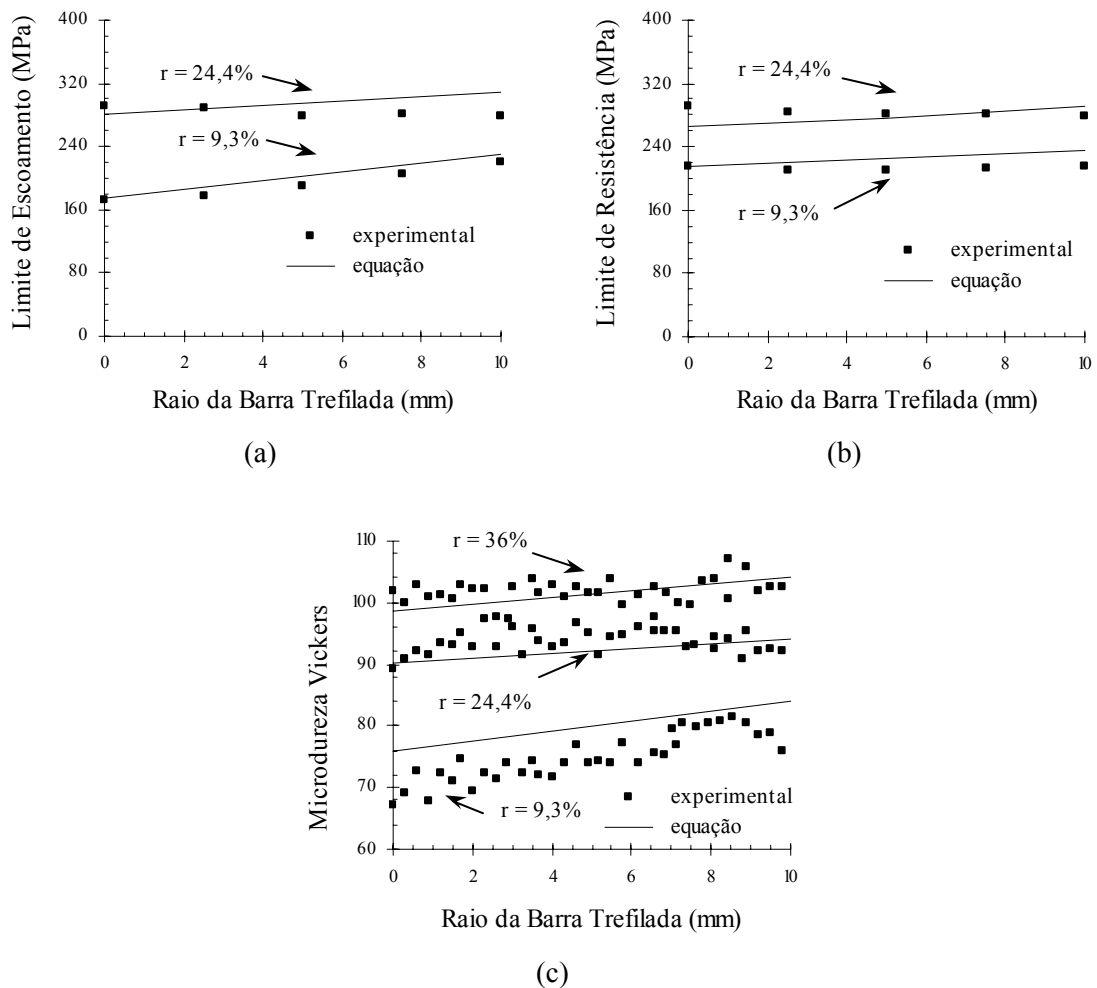 400
320
240
160
80
0
Limite de Escoamento (MPa)
r = 24,4%
r = 9,3%
experimental
equação
0 2 4 6 8 10
Raio da Barra Trefilada (mm)
(a)
400
320
240
160
80
0
Limite de Resistência (MPa)
r = 24,4%
r = 9,3%
experimental
equação
0 2 4 6 8 10
Raio da Barra Trefilada (mm)
(b)
110
100
90
80
70
60
Microdureza Vickers
r = 36%
r = 24,4%
r = 9,3%
experimental
equação
0 2 4 6 8 10
Raio da Barra Trefilada (mm)
(c)